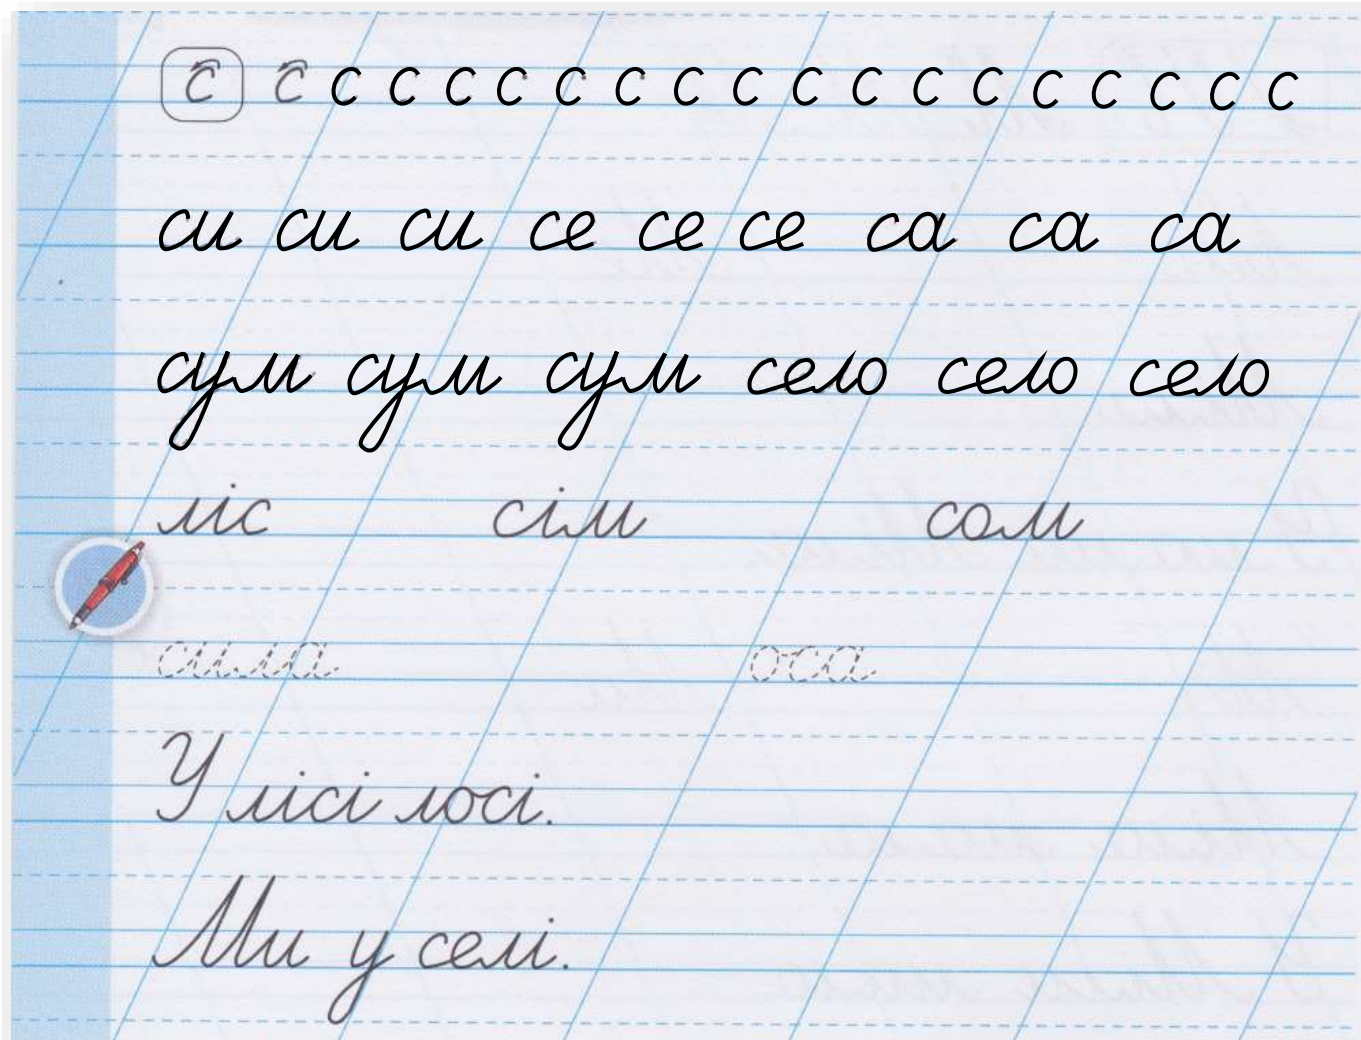 с с с с с с с с с с с с с с с с с с с
си си си се се се са са са
сум сум сум село село село
ліс сім сом
сила оса
У лісі лосі.
Ми у селі.